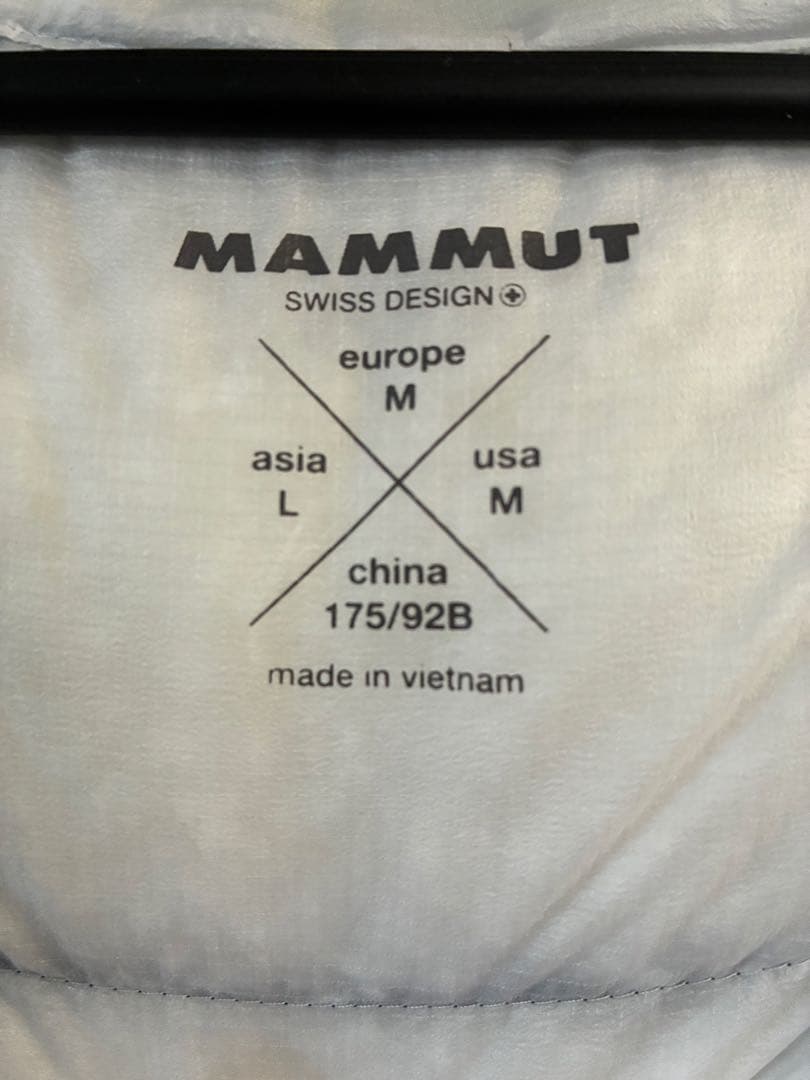 MAMMUT
SWISS DESIGN
europe
M
asia
L
usa
M
china
175/92B
made in vietnam